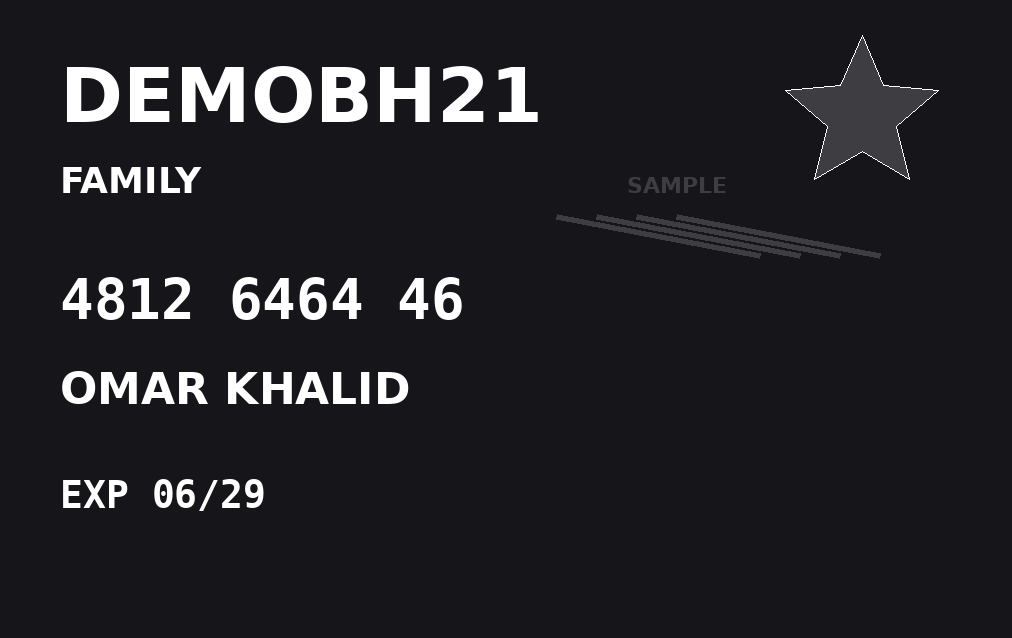 DEMOBH21
FAMILY
SAMPLE
4812 6464 46
OMAR KHALID
EXP 06/29